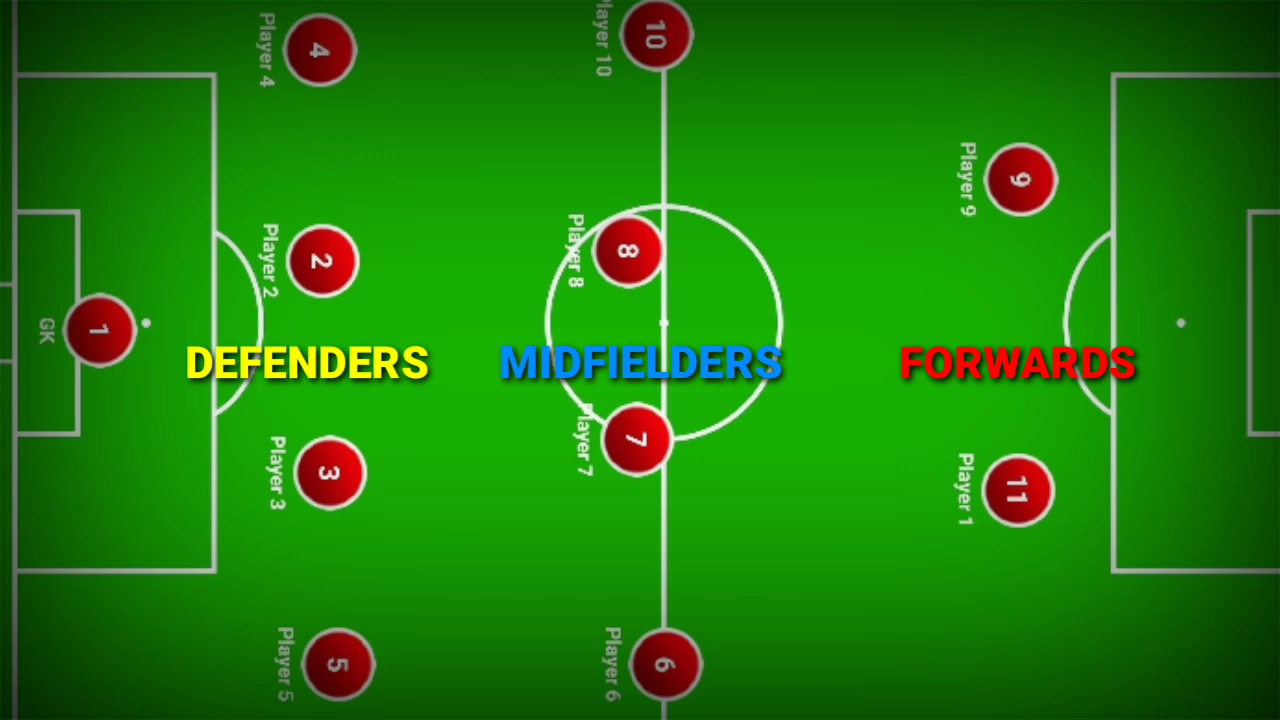 4
Player 4
10
Player 10
9
Player 9
2
Player 2
8
Player 8
1
GK
DEFENDERS
MIDFIELDERS
FORWARDS
3
Player 3
7
Player 7
11
Player 1
5
Player 5
6
Player 6